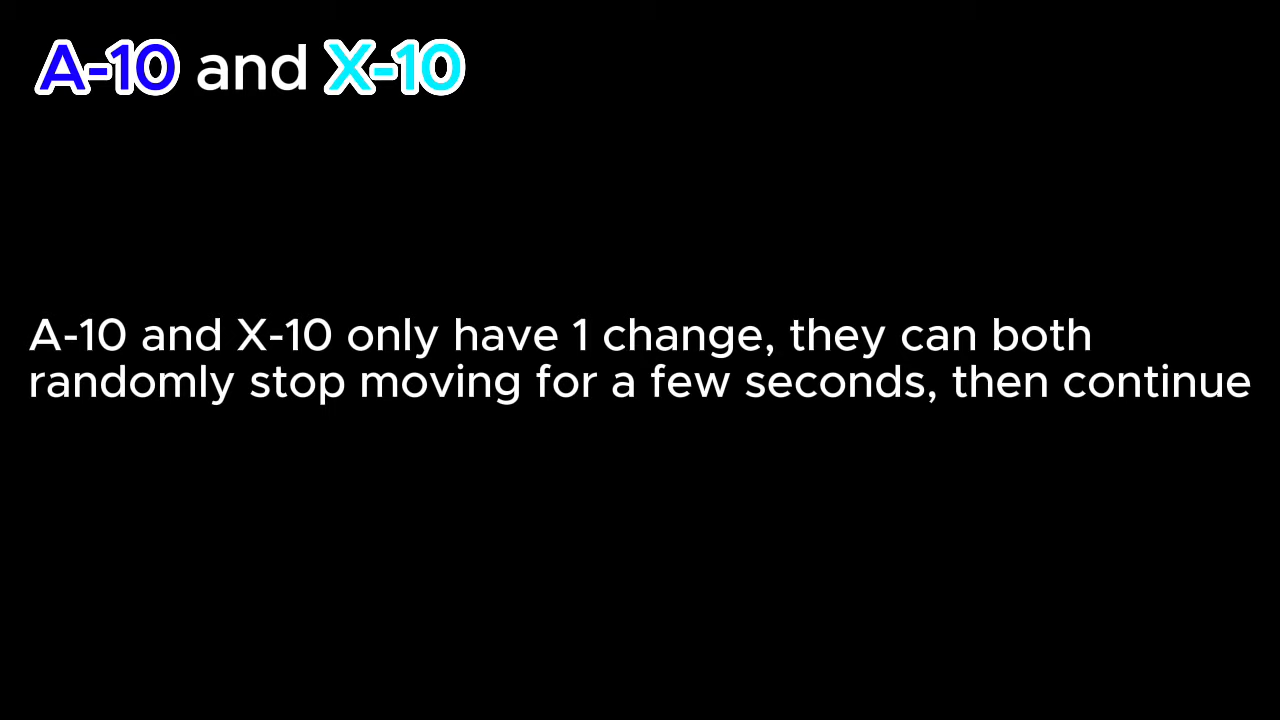 A-10 and X-10
A-10 and X-10 only have 1 change, they can both
randomly stop moving for a few seconds, then continue